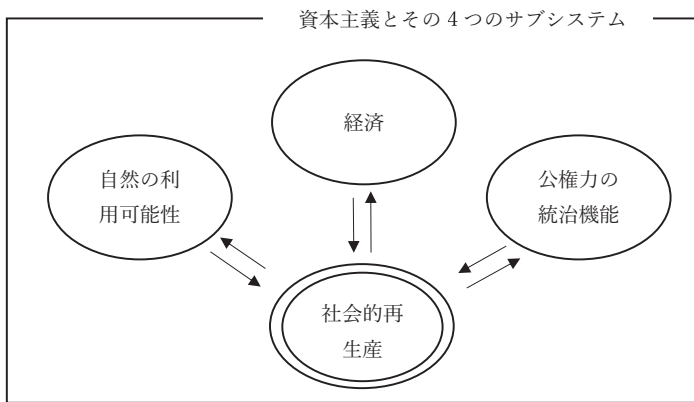 資本主義とその4つのサブシステム
経済
自然の利
用可能性
公権力の
統治機能
社会的再
生産